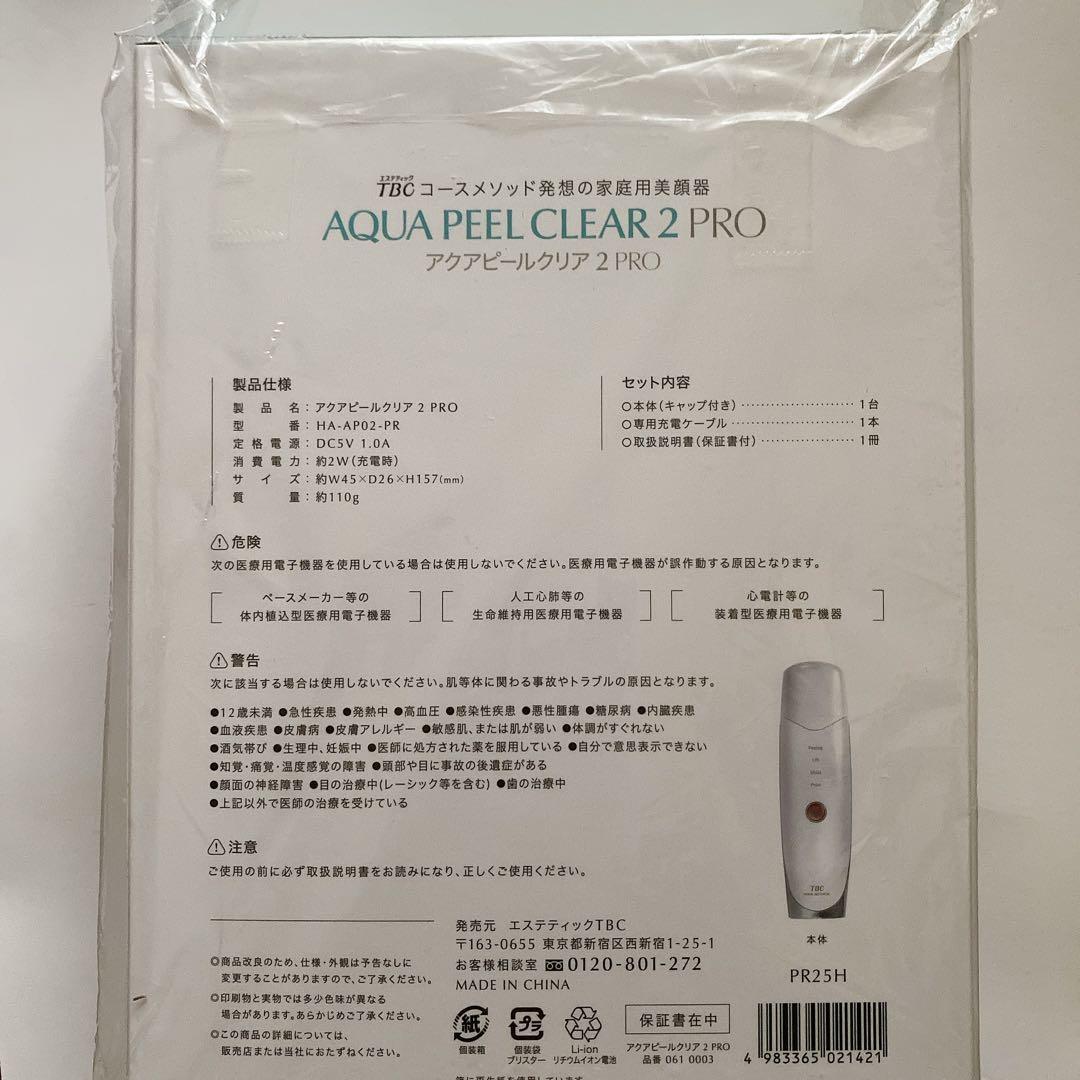 エステティック
TBC コースメソッド発想の家庭用美顔器
AQUA PEEL CLEAR 2 PRO
アクアピールクリア 2 PRO
製品仕様
製品名：アクアピールクリア 2 PRO
型番：HA-AP02-PR
定格電源：DC5V 1.0A
消費電力：約2W（充電時）
サイズ：約W45×D26×H157(mm)
質量：約110g
セット内容
○本体（キャップ付き）‥‥‥‥‥‥‥‥1台
○専用充電ケーブル‥‥‥‥‥‥‥‥‥1本
○取扱説明書（保証書付）‥‥‥‥‥‥‥1冊
⚠危険
次の医療用電子機器を使用している場合は使用しないでください。医療用電子機器が誤作動する原因となります。
ペースメーカー等の
体内植込型医療用電子機器
人工心肺等の
生命維持用医療用電子機器
心電計等の
装着型医療用電子機器
⚠警告
次に該当する場合は使用しないでください。肌等体に関わる事故やトラブルの原因となります。
●12歳未満 ●急性疾患 ●発熱中 ●高血圧 ●感染性疾患 ●悪性腫瘍 ●糖尿病 ●内臓疾患
●血液疾患 ●皮膚病 ●皮膚アレルギー ●敏感肌、または肌が弱い ●体調がすぐれない
●酒気帯び ●生理中、妊娠中 ●医師に処方された薬を服用している ●自分で意思表示できない
●知覚・痛覚・温度感覚の障害 ●頭部や目に事故の後遺症がある
●顔面の神経障害 ●目の治療中(レーシック等を含む) ●歯の治療中
●上記以外で医師の治療を受けている
⚠注意
ご使用の前に必ず取扱説明書をお読みになり、正しくご使用ください。
Peeling
Lift
Moist
TBC
本体
PR25H
◎商品改良のため、仕様・外観は予告なしに
変更することがありますので、ご了承ください。
◎印刷物と実物では多少色味が異なる
場合があります。あらかじめご了承ください。
◎この商品の詳細については、
販売店または当社におたずねください。
発売元 エステティックTBC
〒163-0655 東京都新宿区西新宿1-25-1
お客様相談室 0120-801-272
MADE IN CHINA
紙
個装箱
プラ
個装袋
ブリスター
Li-ion
リチウムイオン電池
保証書在中
アクアピールクリア 2 PRO
品番 061 0003
4 983365 021421